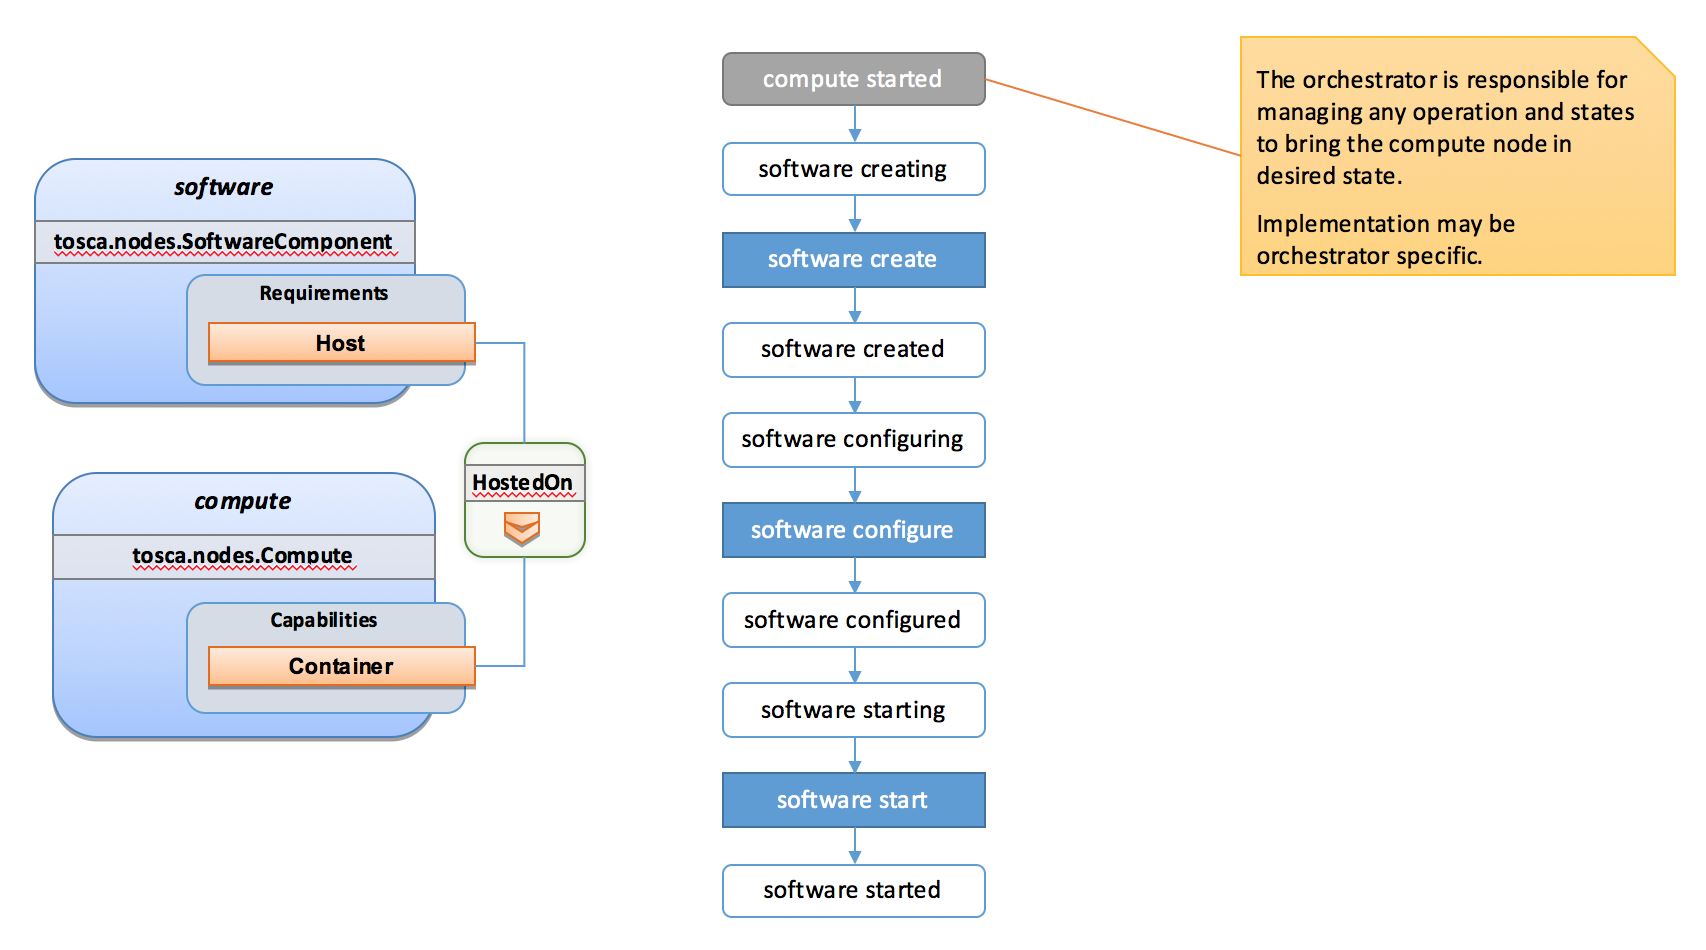 software
tosca.nodes.SoftwareComponent
Requirements
Host
HostedOn
compute
tosca.nodes.Compute
Capabilities
Container
compute started
software creating
software create
software created
software configuring
software configure
software configured
software starting
software start
software started
The orchestrator is responsible for
managing any operation and states
to bring the compute node in
desired state.
Implementation may be
orchestrator specific.